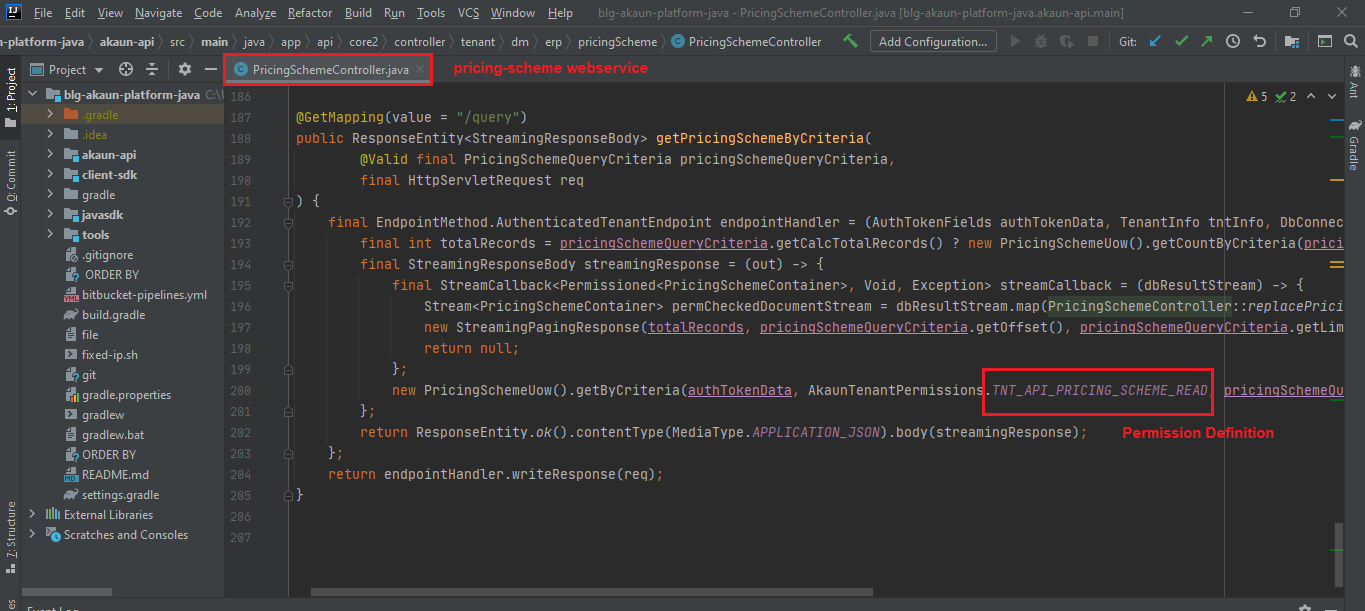 File Edit View Navigate Code Analyze Refactor Build Run Tools VCS Window Help blg-akaun-platform-java - PricingSchemeController.java [blg-akaun-platform-java.akaun-api.main]
a-platform-java akaun-api src main java app api core2 controller tenant dm erp pricingScheme PricingSchemeController Add Configuration... Git:
Project PricingSchemeController.java pricing-scheme webservice
1: Project
0: Commit
7: Structure
Ant
Gradle
blg-akaun-platform-java C:\
.gradle
.idea
akaun-api
client-sdk
gradle
javasdk
tools
.gitignore
ORDER BY
bitbucket-pipelines.yml
build.gradle
file
fixed-ip.sh
git
gradle.properties
gradlew
gradlew.bat
ORDER BY
README.md
settings.gradle
External Libraries
Scratches and Consoles
5 2
186
187 @GetMapping(value = "/query")
188 public ResponseEntity<StreamingResponseBody> getPricingSchemeByCriteria(
189 @Valid final PricingSchemeQueryCriteria pricingSchemeQueryCriteria,
190 final HttpServletRequest req
191 ) {
192 final EndpointMethod.AuthenticatedTenantEndpoint endpointHandler = (AuthTokenFields authTokenData, TenantInfo tntInfo, DbConnec
193 final int totalRecords = pricingSchemeQueryCriteria.getCalcTotalRecords() ? new PricingSchemeUow().getCountByCriteria(prici
194 final StreamingResponseBody streamingResponse = (out) -> {
195 final StreamCallback<Permissioned<PricingSchemeContainer>, Void, Exception> streamCallback = (dbResultStream) -> {
196 Stream<PricingSchemeContainer> permCheckedDocumentStream = dbResultStream.map(PricingSchemeController::replacePrici
197 new StreamingPagingResponse(totalRecords, pricingSchemeQueryCriteria.getOffset(), pricingSchemeQueryCriteria.getLim
198 return null;
199 };
200 new PricingSchemeUow().getByCriteria(authTokenData, AkaunTenantPermissions.TNT_API_PRICING_SCHEME_READ, pricingSchemeQu
201 };
202 return ResponseEntity.ok().contentType(MediaType.APPLICATION_JSON).body(streamingResponse);
Permission Definition
203 };
204 return endpointHandler.writeResponse(req);
205 }
206
207